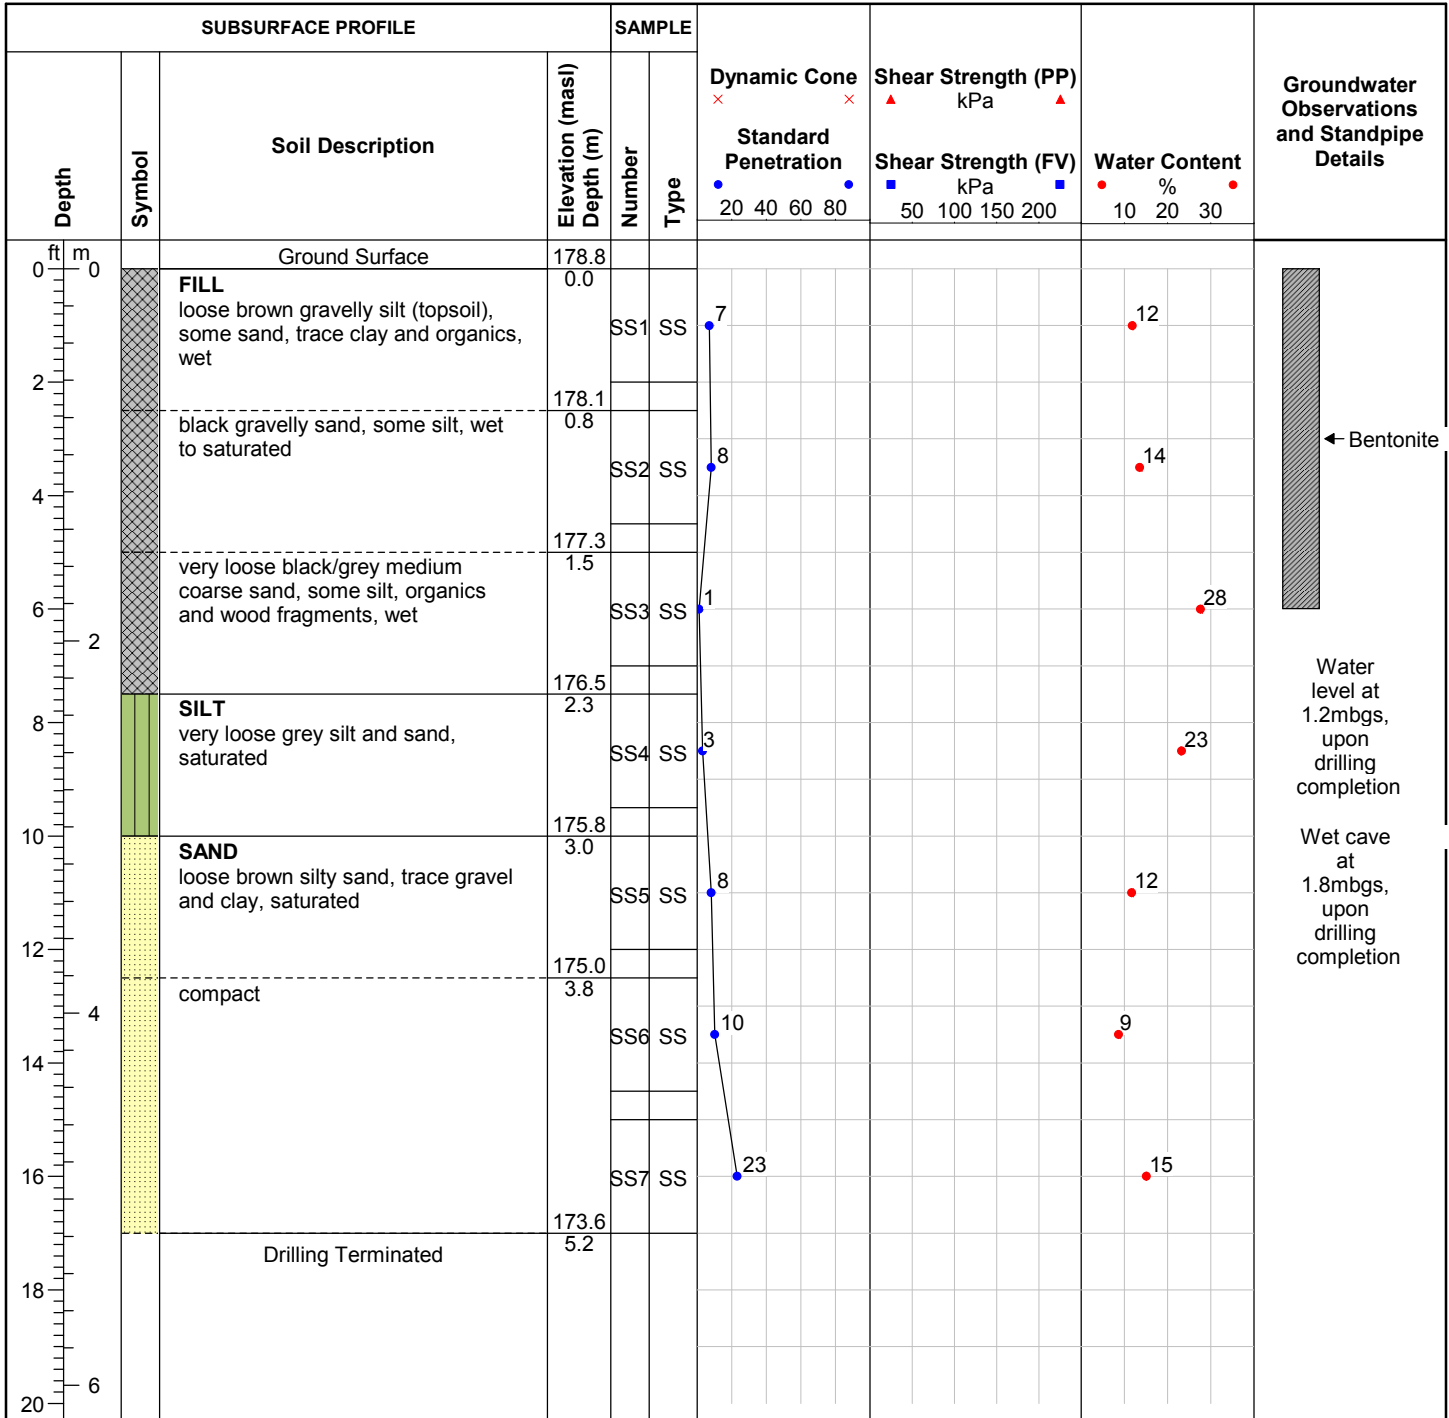 SUBSURFACE PROFILE
SAMPLE
Depth
Symbol
Soil Description
Elevation (masl)
Depth (m)
Number
Type
Dynamic Cone
Standard
Penetration
20 40 60 80
Shear Strength (PP)
kPa
Shear Strength (FV)
kPa
50 100 150 200
Water Content
%
10 20 30
Groundwater
Observations
and Standpipe
Details
ft m
Ground Surface
178.8
0 0
0.0
FILL
loose brown gravelly silt (topsoil),
some sand, trace clay and organics,
wet
SS1 SS
7
12
2
178.1
0.8
black gravelly sand, some silt, wet
to saturated
Bentonite
SS2 SS
8
14
4
177.3
1.5
very loose black/grey medium
coarse sand, some silt, organics
and wood fragments, wet
SS3 SS
1
28
6
2
176.5
2.3
SILT
very loose grey silt and sand,
saturated
SS4 SS
3
23
8
Water
level at
1.2mbgs,
upon
drilling
completion
175.8
10
3.0
SAND
loose brown silty sand, trace gravel
and clay, saturated
SS5 SS
8
12
Wet cave
at
1.8mbgs,
upon
drilling
completion
12
175.0
3.8
compact
4
SS6 SS
10
9
14
SS7 SS
23
15
16
173.6
5.2
Drilling Terminated
18
6
20